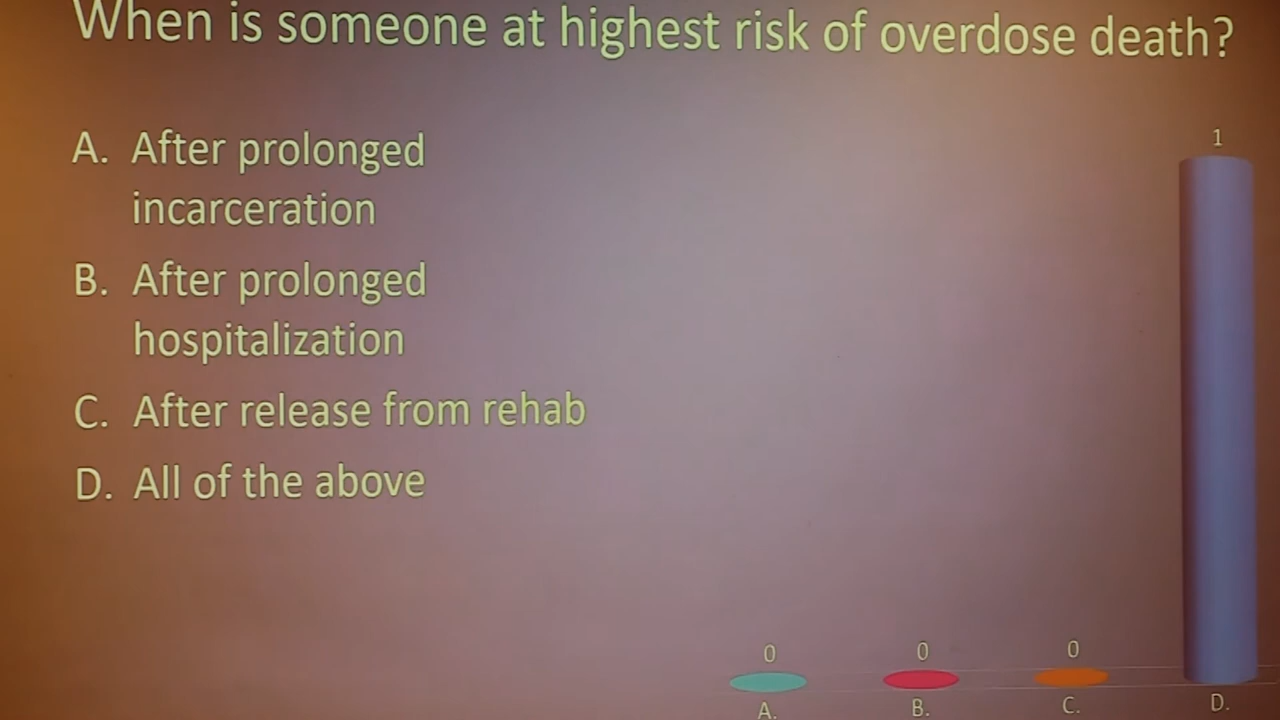 When is someone at highest risk of overdose death?
A. After prolonged
incarceration
B. After prolonged
hospitalization
C. After release from rehab
D. All of the above
1
0
0
0
A.
B.
C.
D.